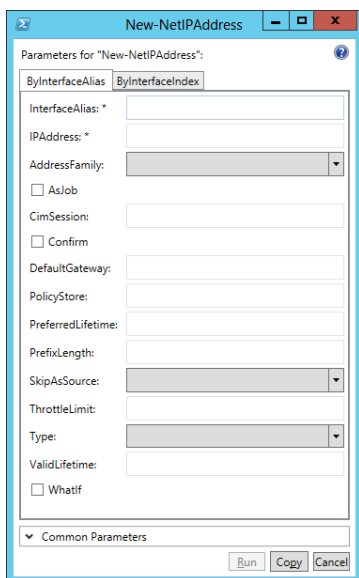 New-NetIPAddress
Parameters for "New-NetIPAddress":
ByInterfaceAlias ByInterfaceIndex
InterfaceAlias: *
IPAddress: *
AddressFamily:
AsJob
CimSession:
Confirm
DefaultGateway:
PolicyStore:
PreferredLifetime:
PrefixLength:
SkipAsSource:
ThrottleLimit:
Type:
ValidLifetime:
WhatIf
Common Parameters
Run Copy Cancel